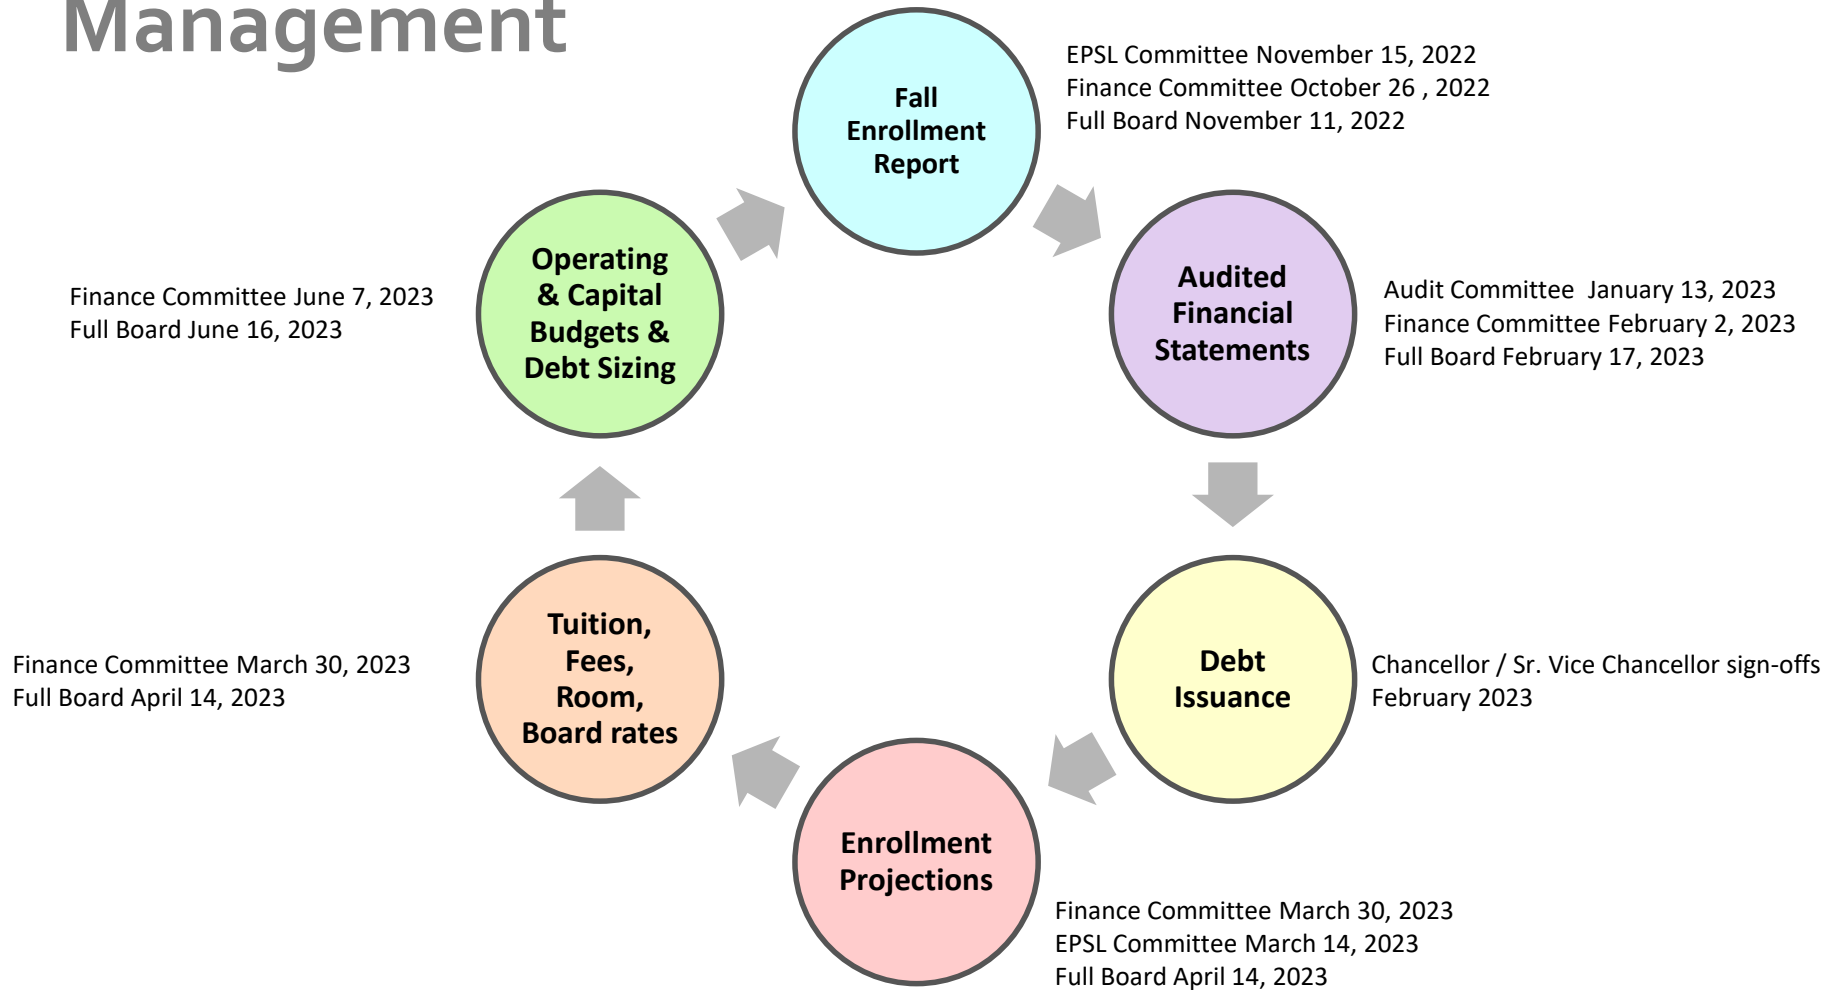 Management
Fall
Enrollment
Report
EPSL Committee November 15, 2022
Finance Committee October 26 , 2022
Full Board November 11, 2022
Audited
Financial
Statements
Audit Committee  January 13, 2023
Finance Committee February 2, 2023
Full Board February 17, 2023
Debt
Issuance
Chancellor / Sr. Vice Chancellor sign-offs
February 2023
Enrollment
Projections
Finance Committee March 30, 2023
EPSL Committee March 14, 2023
Full Board April 14, 2023
Tuition,
Fees,
Room,
Board rates
Finance Committee March 30, 2023
Full Board April 14, 2023
Operating
& Capital
Budgets &
Debt Sizing
Finance Committee June 7, 2023
Full Board June 16, 2023